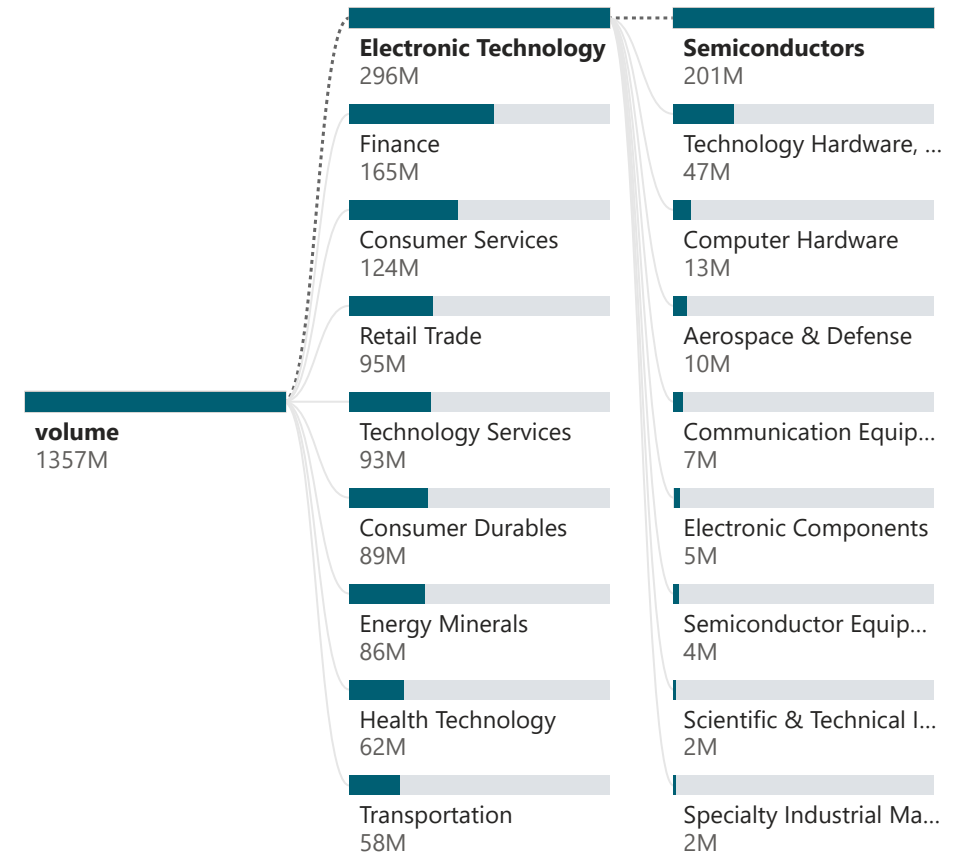 volume
1357M
Electronic Technology
296M
Finance
165M
Consumer Services
124M
Retail Trade
95M
Technology Services
93M
Consumer Durables
89M
Energy Minerals
86M
Health Technology
62M
Transportation
58M
Semiconductors
201M
Technology Hardware, ...
47M
Computer Hardware
13M
Aerospace & Defense
10M
Communication Equip...
7M
Electronic Components
5M
Semiconductor Equip...
4M
Scientific & Technical I...
2M
Specialty Industrial Ma...
2M